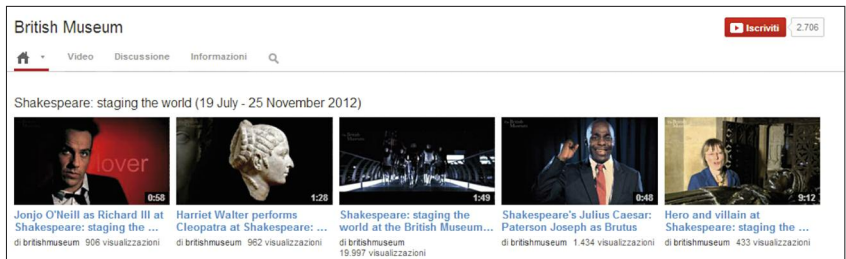 British Museum
Iscriviti 2.706
Video Discussione Informazioni
Shakespeare: staging the world (19 July - 25 November 2012)
lover
0:58
1:28
1:49
0:48
9:12
Jonjo O'Neill as Richard III at
Shakespeare: staging the ...
di britishmuseum 906 visualizzazioni
Harriet Walter performs
Cleopatra at Shakespeare: ...
di britishmuseum 962 visualizzazioni
Shakespeare: staging the
world at the British Museum...
di britishmuseum
19.997 visualizzazioni
Shakespeare's Julius Caesar:
Paterson Joseph as Brutus
di britishmuseum 1.434 visualizzazioni
Hero and villain at
Shakespeare: staging the ...
di britishmuseum 433 visualizzazioni